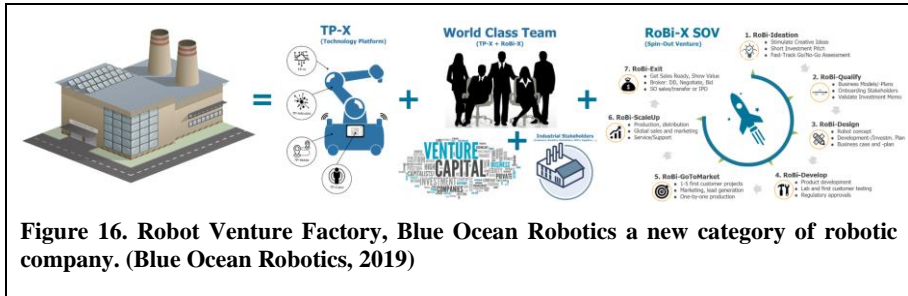 TP-X
(Technology Platform)
World Class Team
(TP-X + RoBi-X)
RoBi-X SOV
(Spin-Out Venture)
=
+
+
+
Industrial Stakeholders
VENTURE
CAPITAL
INVESTMENT
COMPANIES
BUSINESS
PRIVATE
1. RoBi-Ideation
• Stimulate Creative Ideas
• Short Investment Pitch
• Fast-Track Go/No-Go Assessment
2. RoBi-Qualify
• Business Models/-Plans
• Onboarding Stakeholders
• Validate Investment Memo
3. RoBi-Design
• Robot concept
• Development-/Investm. Plan
• Business case and -plan
4. RoBi-Develop
• Product development
• Lab and first customer testing
• Regulatory approvals
5. RoBi-GoToMarket
• 1-5 first customer projects
• Marketing, lead generation
• One-to-one production
6. RoBi-ScaleUp
• Production, distribution
• Global sales and marketing
• Service/Support
7. RoBi-Exit
• Get Sales Ready, Show Value
• Broker: DD, Negotiate, Bid
• SO sales/transfer or IPO
Figure 16. Robot Venture Factory, Blue Ocean Robotics a new category of robotic
company. (Blue Ocean Robotics, 2019)